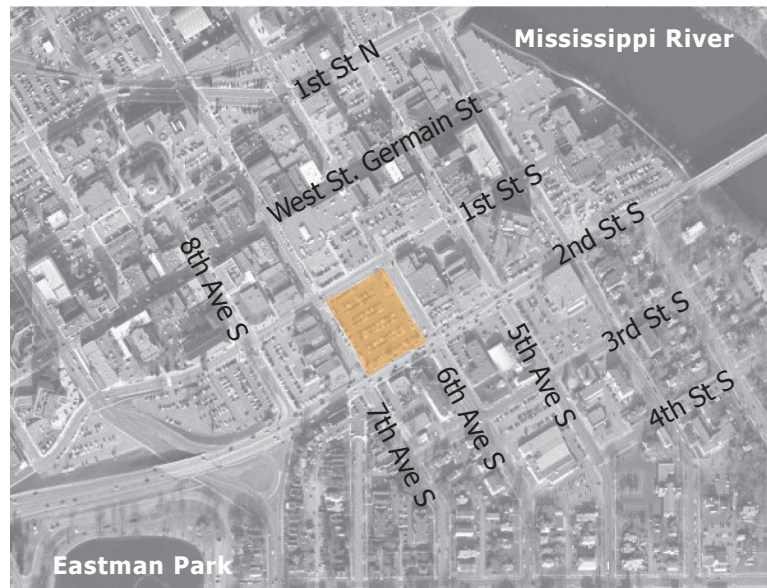 Mississippi River
1st St N
West St. Germain St
1st St S
2nd St S
8th Ave S
3rd St S
5th Ave S
4th St S
6th Ave S
7th Ave S
Eastman Park